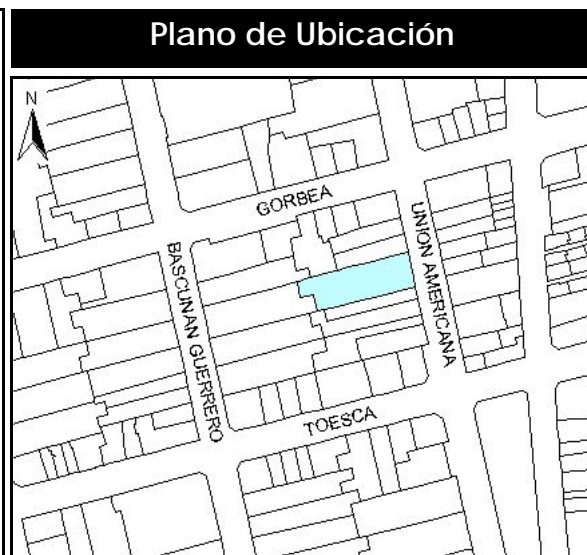 Plano de Ubicación
N
GORBEA
UNION AMERICANA
BASCUÑAN GUERRERO
TOESCA